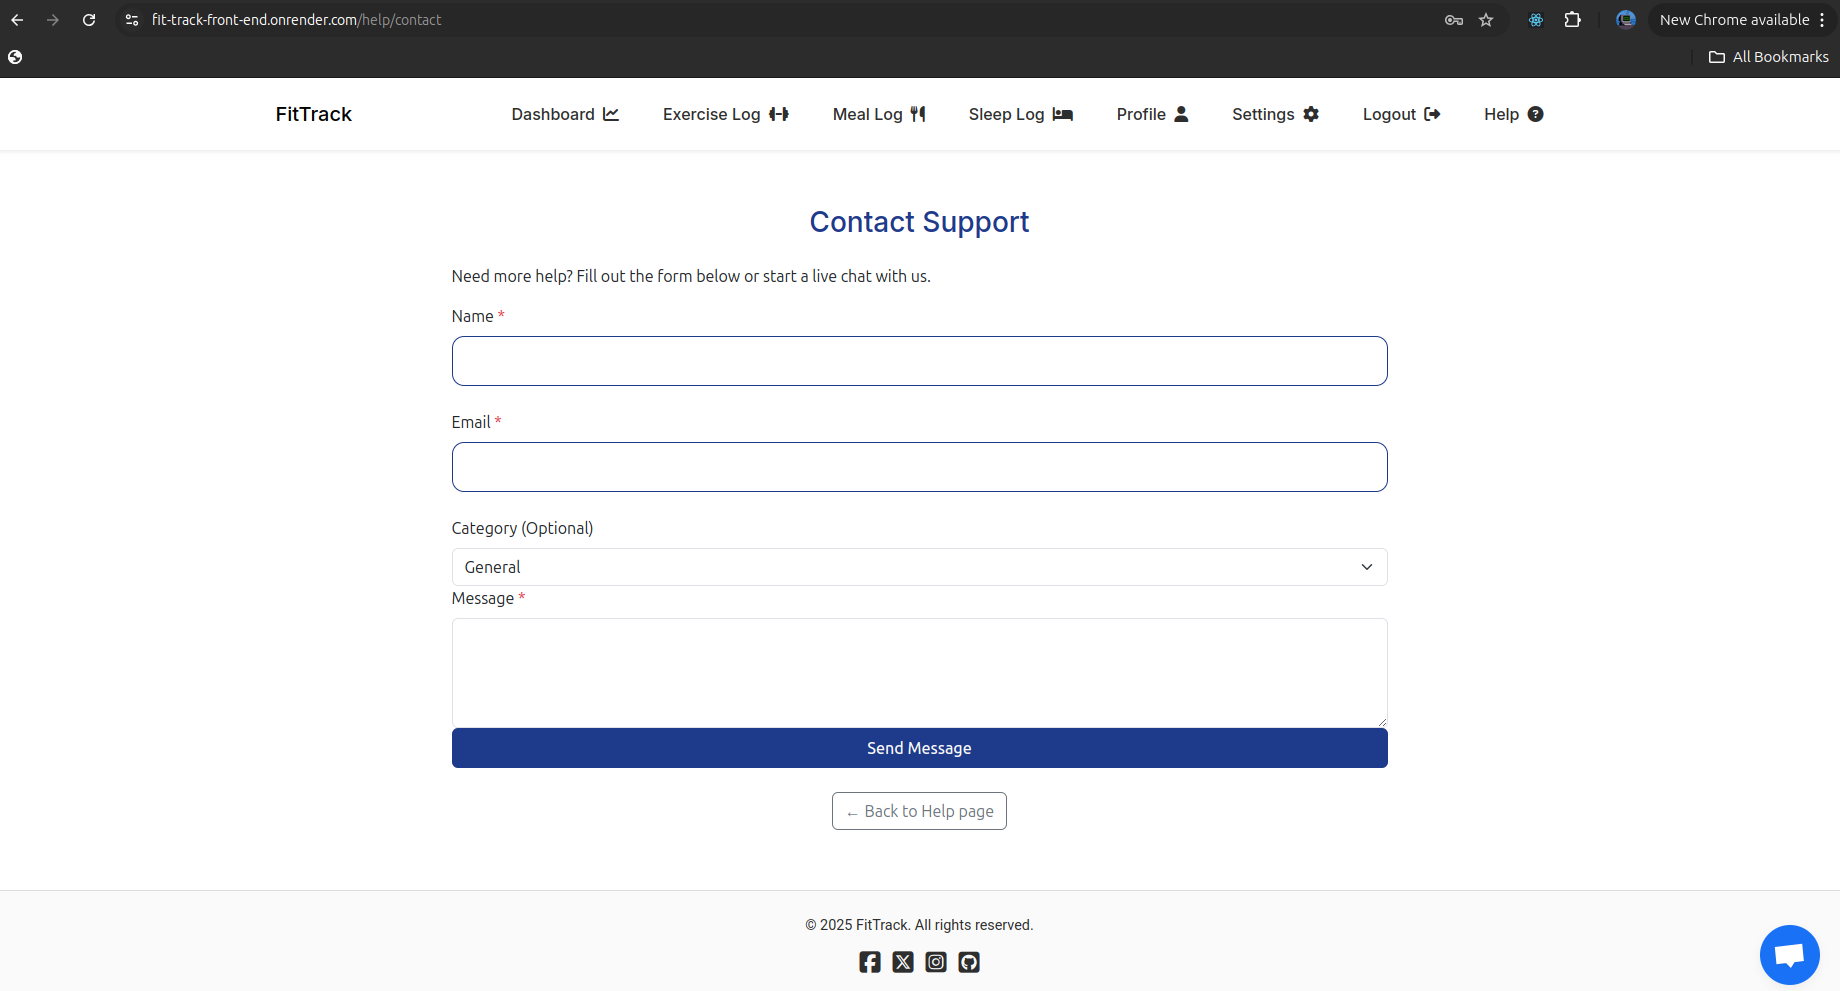 fit-track-front-end.onrender.com/help/contact
New Chrome available
All Bookmarks
FitTrack
Dashboard
Exercise Log
Meal Log
Sleep Log
Profile
Settings
Logout
Help
Contact Support
Need more help? Fill out the form below or start a live chat with us.
Name *
Email *
Category (Optional)
General
Message *
Send Message
← Back to Help page
© 2025 FitTrack. All rights reserved.